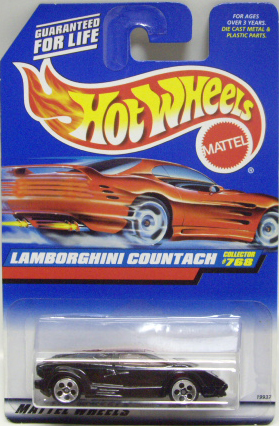 GUARANTEED
FOR LIFE
FOR AGES
OVER 3 YEARS.
DIE CAST METAL &
PLASTIC PARTS.
HOT WHEELS
MATTEL
®
LAMBORGHINI COUNTACH
COLLECTOR
#768
MATTEL WHEELS